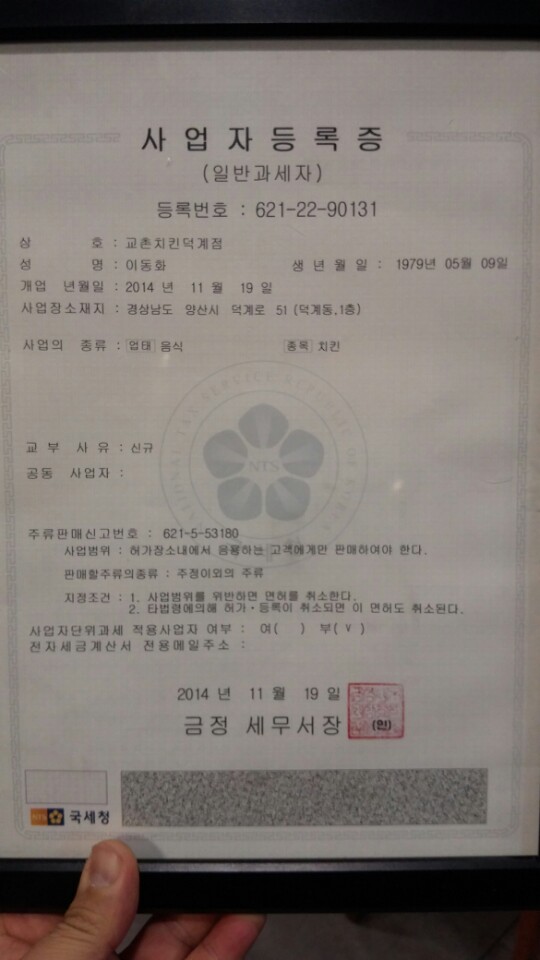 사업자등록증
(일반과세자)
등록번호 : 621-22-90131
상 호 : 교촌치킨덕계점
성 명 : 이동화 생 년 월 일 : 1979년 05월 09일
개업 년월일 : 2014 년 11 월 19 일
사업장소재지 : 경상남도 양산시 덕계로 51 (덕계동,1층)
사업의 종류 : 업태 음식 종목 치킨
NATIONAL TAX SERVICE REPUBLIC OF KOREA
NTS
교 부 사 유 : 신규
공동 사업자 :
주류판매신고번호 : 621-5-53180
사업범위 : 허가장소내에서 음용하는 고객에게만 판매하여야 한다.
판매할주류의종류 : 주정이외의 주류
지정조건 : 1. 사업범위를 위반하면 면허를 취소한다.
2. 타법령에의해 허가·등록이 취소되면 이 면허도 취소된다.
사업자단위과세 적용사업자 여부 : 여( ) 부(∨)
전자세금계산서 전용메일주소 :
2014 년 11 월 19 일
금정 세무서장 (인)
NTS 국세청